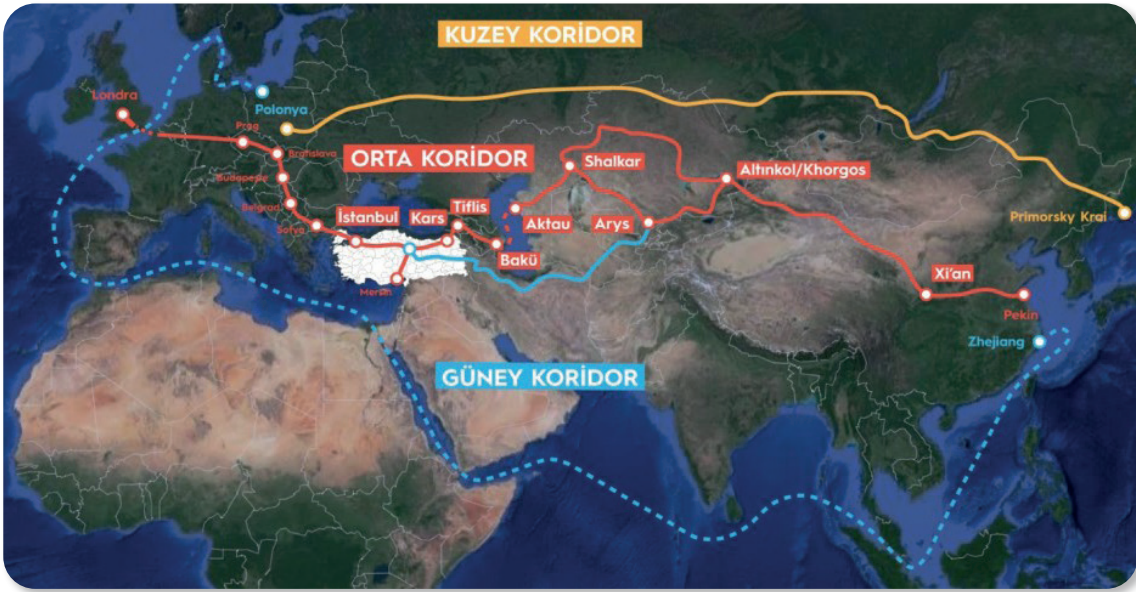 KUZEY KORİDOR
Londra
Polonya
Prag
Bratislava
ORTA KORİDOR
Shalkar
Altınkol/Khorgos
Budapeşte
Belgrad
İstanbul
Kars
Tiflis
Aktau
Arys
Primorsky Krai
Sofya
Bakü
Xi'an
Mersin
Pekin
Zhejiang
GÜNEY KORİDOR